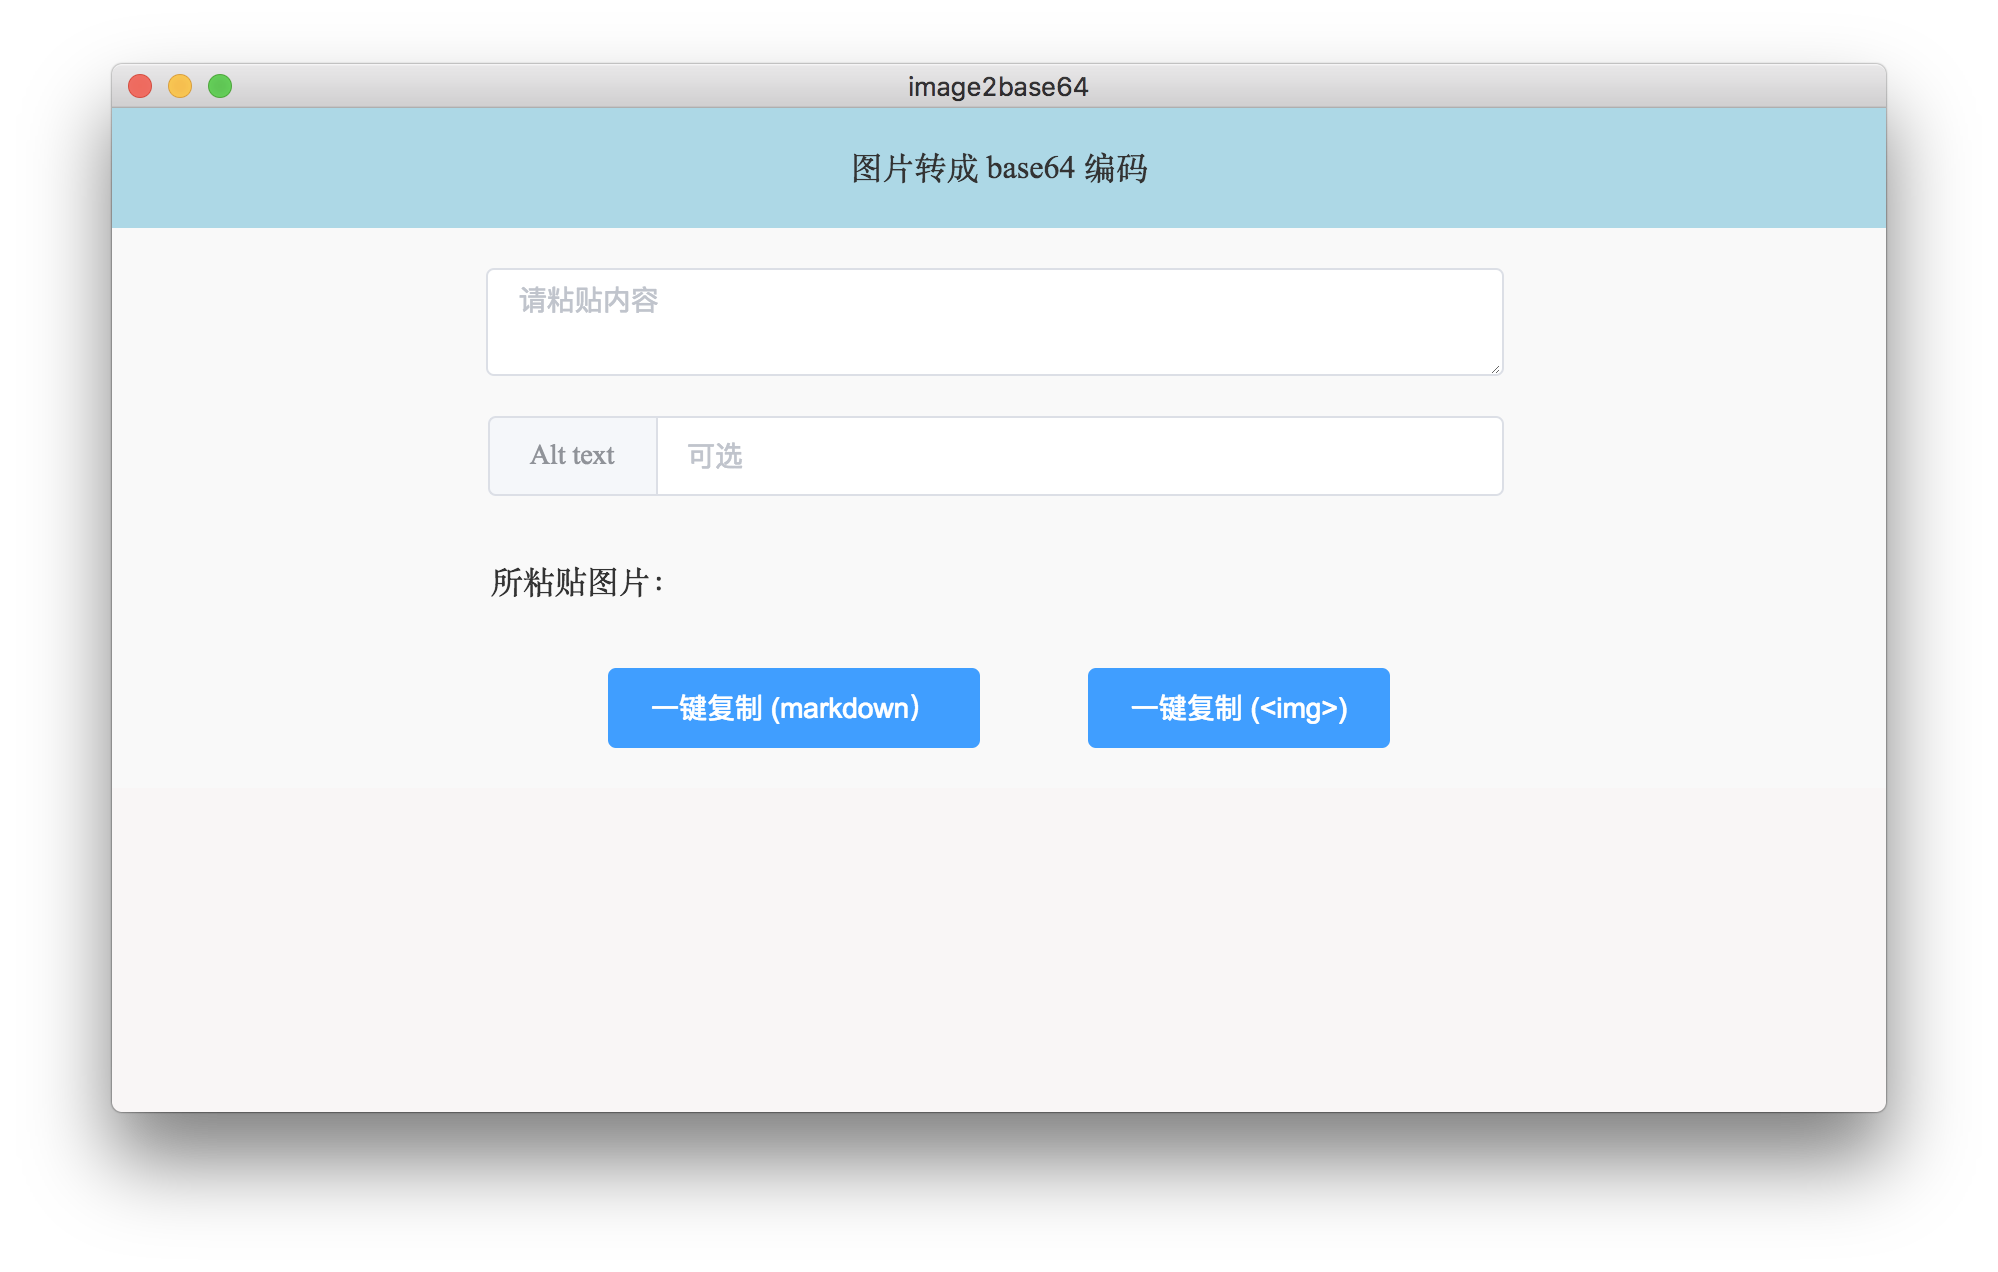 image2base64
图片转成 base64 编码
请粘贴内容
Alt text 可选
所粘贴图片：
一键复制 (markdown） 一键复制 (<img>)